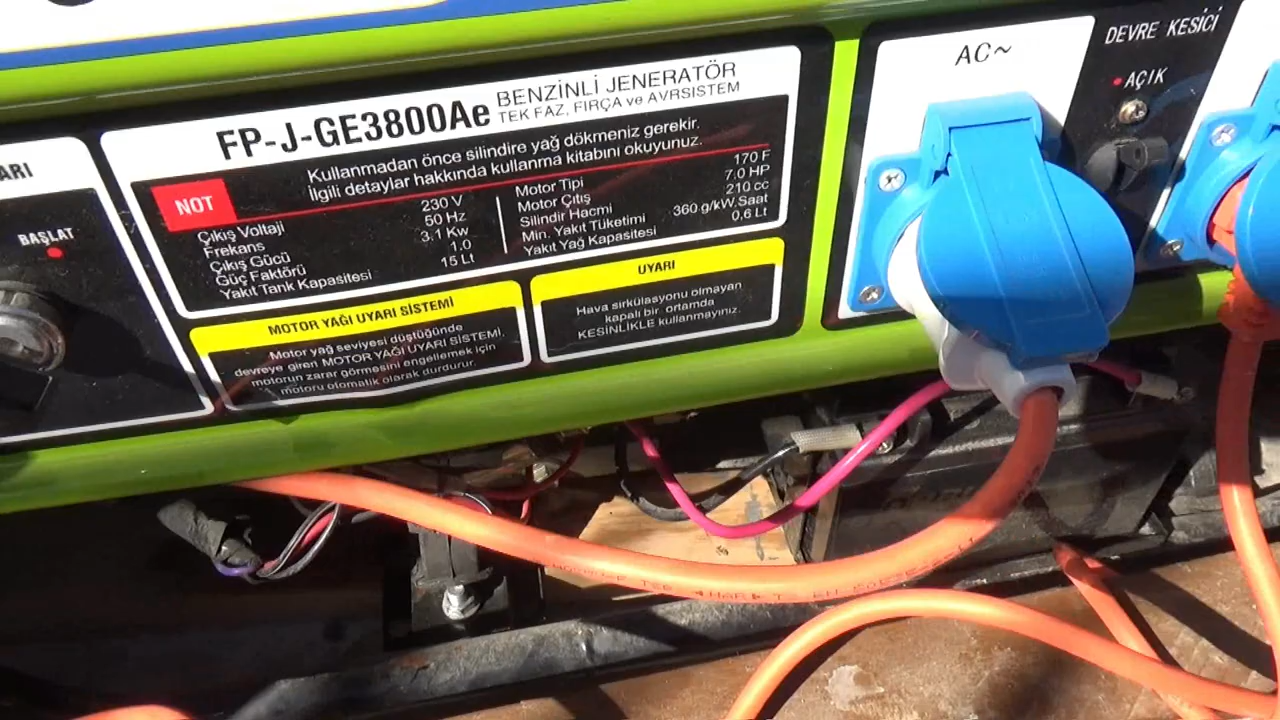 ARI
BAŞLAT
FP-J-GE3800Ae
BENZİNLİ JENERATÖR
TEK FAZ, FIRÇA ve AVRSİSTEM
NOT
Kullanmadan önce silindire yağ dökmeniz gerekir.
İlgili detaylar hakkında kullanma kitabını okuyunuz.
Çıkış Voltaji 230 V
Frekans 50 Hz
Çıkış Gücü 3.1 Kw
Güç Faktörü 1.0
Yakıt Tank Kapasitesi 15 Lt
Motor Tipi 170 F
Motor Çıtış 7.0 HP
Silindir Hacmi 210 cc
Min. Yakıt Tüketimi 360 g/kW.Saat
Yakıt Yağ Kapasitesi 0,6 Lt
MOTOR YAĞI UYARI SİSTEMİ
Motor yağ seviyesi düştüğünde
devreye giren MOTOR YAĞI UYARI SİSTEMİ,
motorun zarar görmesini engellemek için
motoru otomatik olarak durdurur.
UYARI
Hava sirkülasyonu olmayan
kapalı bir ortamda
KESİNLİKLE kullanmayınız.
AC~
DEVRE KESİCİ
AÇIK